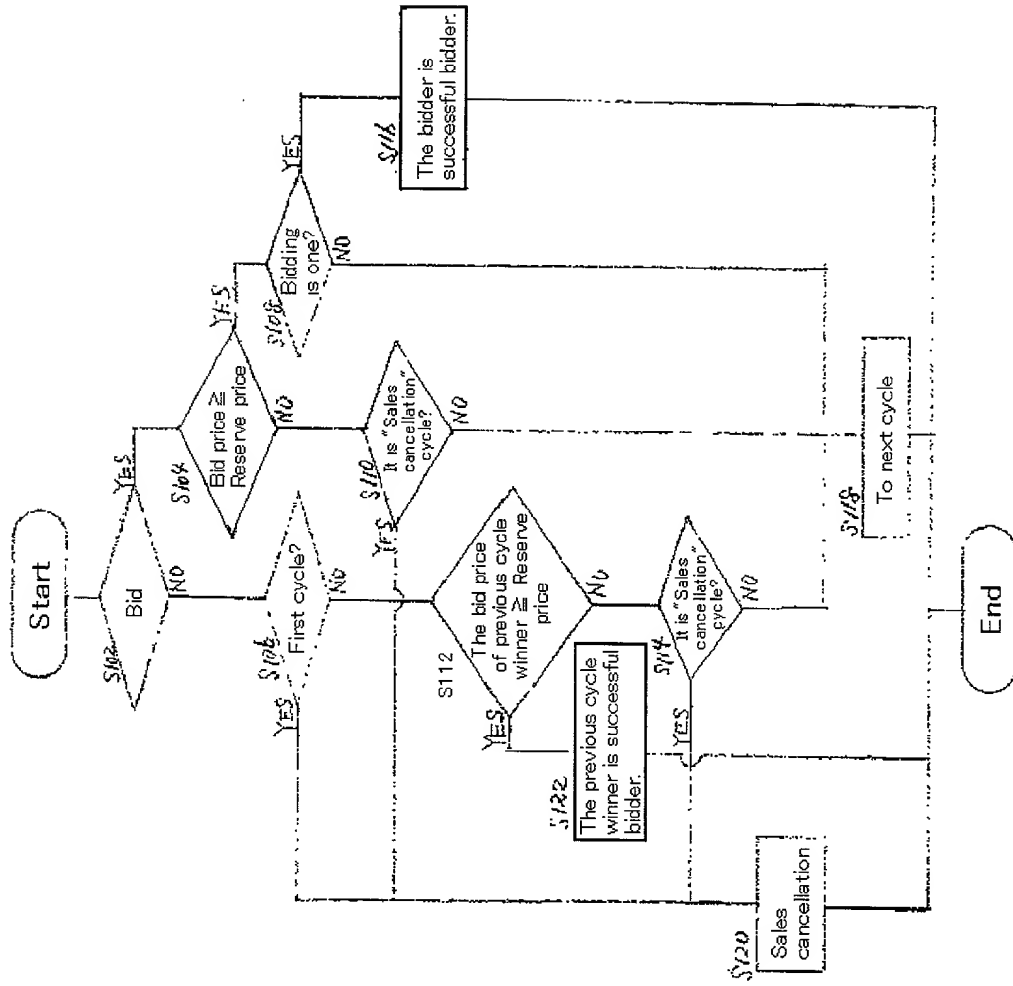 Start
S102
Bid
YES
NO
S104
Bid price ≧
Reserve price
YES
NO
S106
First cycle?
YES
NO
S108
Bidding
is one?
YES
NO
S110
It is "Sales
cancellation"
cycle?
YES
NO
S116
The bidder is
successful bidder.
S112
The bid price
of previous cycle
winner ≧ Reserve
price
YES
NO
S122
The previous cycle
winner is successful
bidder.
S114
It is "Sales
cancellation"
cycle?
YES
NO
S118
To next cycle
S120
Sales
cancellation
End